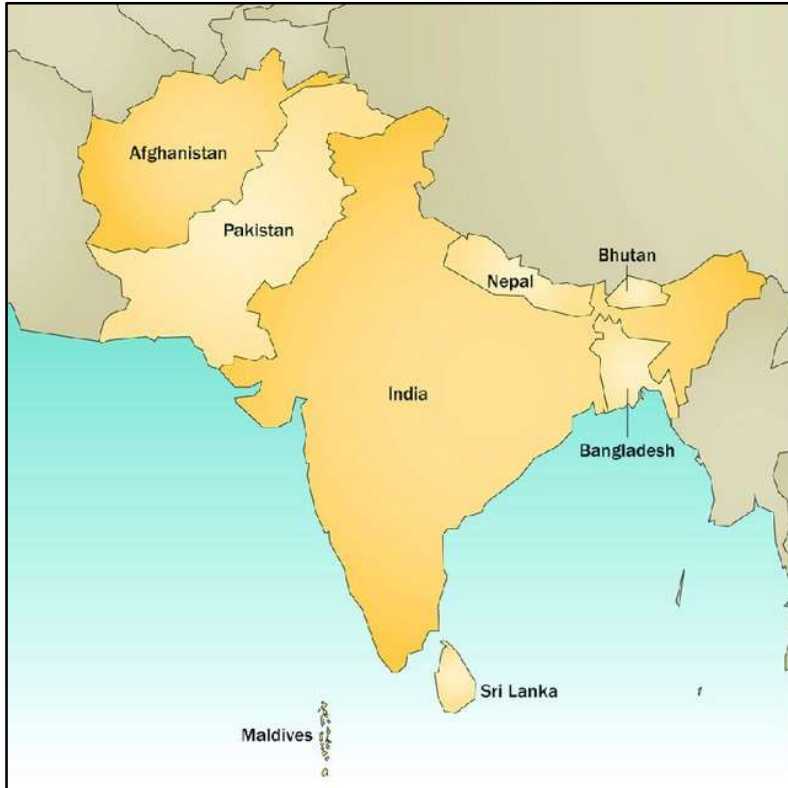 Afghanistan
Pakistan
Bhutan
Nepal
India
Bangladesh
Sri Lanka
Maldives